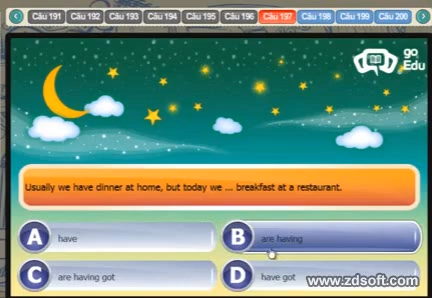 Câu 191 Câu 192 Câu 193 Câu 194 Câu 195 Câu 196 Câu 197 Câu 198 Câu 199 Câu 200
go
Edu
Usually we have dinner at home, but today we ... breakfast at a restaurant.
A have
B are having
C are having got
D have got
www.zdsoft.com